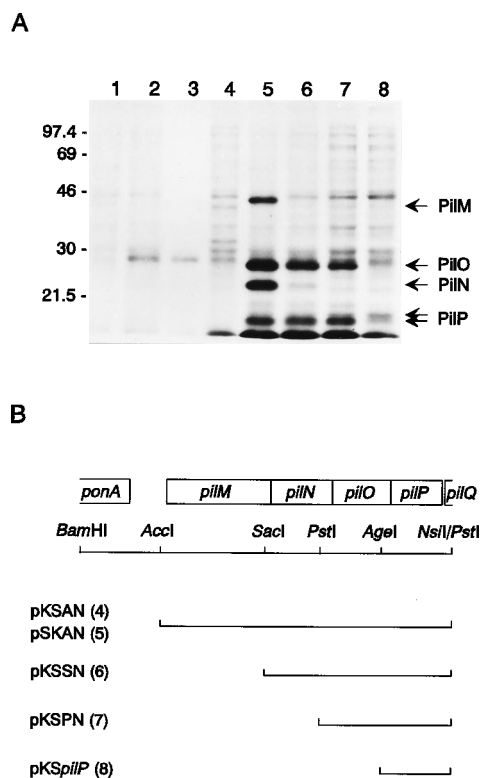 A
1 2 3 4 5 6 7 8
97.4 -
69 -
46 -
PilM
30 -
PilO
PilN
21.5 -
PilP
B
ponA pilM pilN pilO pilP pilQ
BamHI AccI SacI PstI AgeI NsiI/PstI
pKSAN (4)
pSKAN (5)
pKSSN (6)
pKSPN (7)
pKSpilP (8)